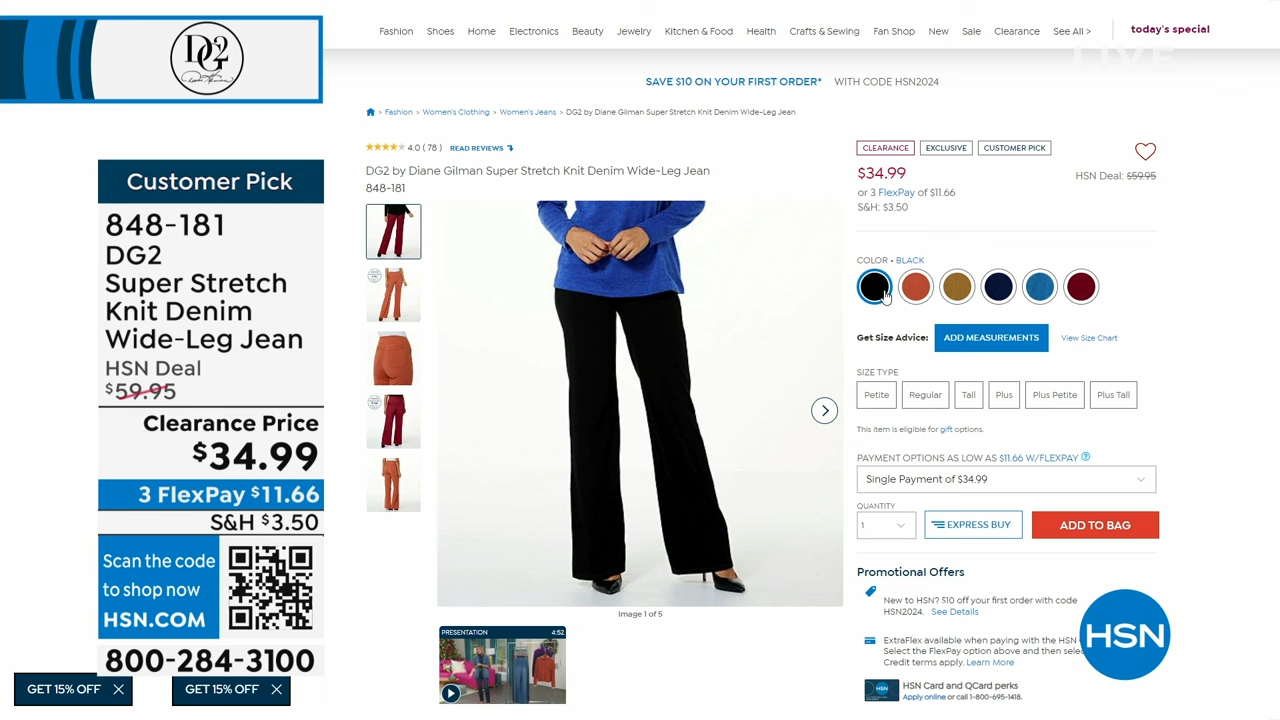 DG2
Customer Pick
848-181
DG2
Super Stretch
Knit Denim
Wide-Leg Jean
HSN Deal
$59.95
Clearance Price
$34.99
3 FlexPay $11.66
S&H $3.50
Scan the code
to shop now
HSN.COM
800-284-3100
GET 15% OFF
GET 15% OFF
Fashion Shoes Home Electronics Beauty Jewelry Kitchen & Food Health Crafts & Sewing Fan Shop New Sale Clearance See All > today's special
LIVE
SAVE $10 ON YOUR FIRST ORDER* WITH CODE HSN2024
> Fashion > Women's Clothing > Women's Jeans > DG2 by Diane Gilman Super Stretch Knit Denim Wide-Leg Jean
4.0 ( 78 ) READ REVIEWS
DG2 by Diane Gilman Super Stretch Knit Denim Wide-Leg Jean
848-181
Image 1 of 5
PRESENTATION 4:52
CLEARANCE EXCLUSIVE CUSTOMER PICK
$34.99 HSN Deal: $59.95
or 3 FlexPay of $11.66
S&H: $3.50
COLOR • BLACK
Get Size Advice: ADD MEASUREMENTS View Size Chart
SIZE TYPE
Petite Regular Tall Plus Plus Petite Plus Tall
This item is eligible for gift options.
PAYMENT OPTIONS AS LOW AS $11.66 W/FLEXPAY ?
Single Payment of $34.99
QUANTITY
1 EXPRESS BUY ADD TO BAG
Promotional Offers
New to HSN? $10 off your first order with code
HSN2024. See Details
ExtraFlex available when paying with the HSN
Select the FlexPay option above and then
Credit terms apply. Learn More
HSN
HSN Card and QCard perks
Apply online or call 1-800-695-1418.
HSN